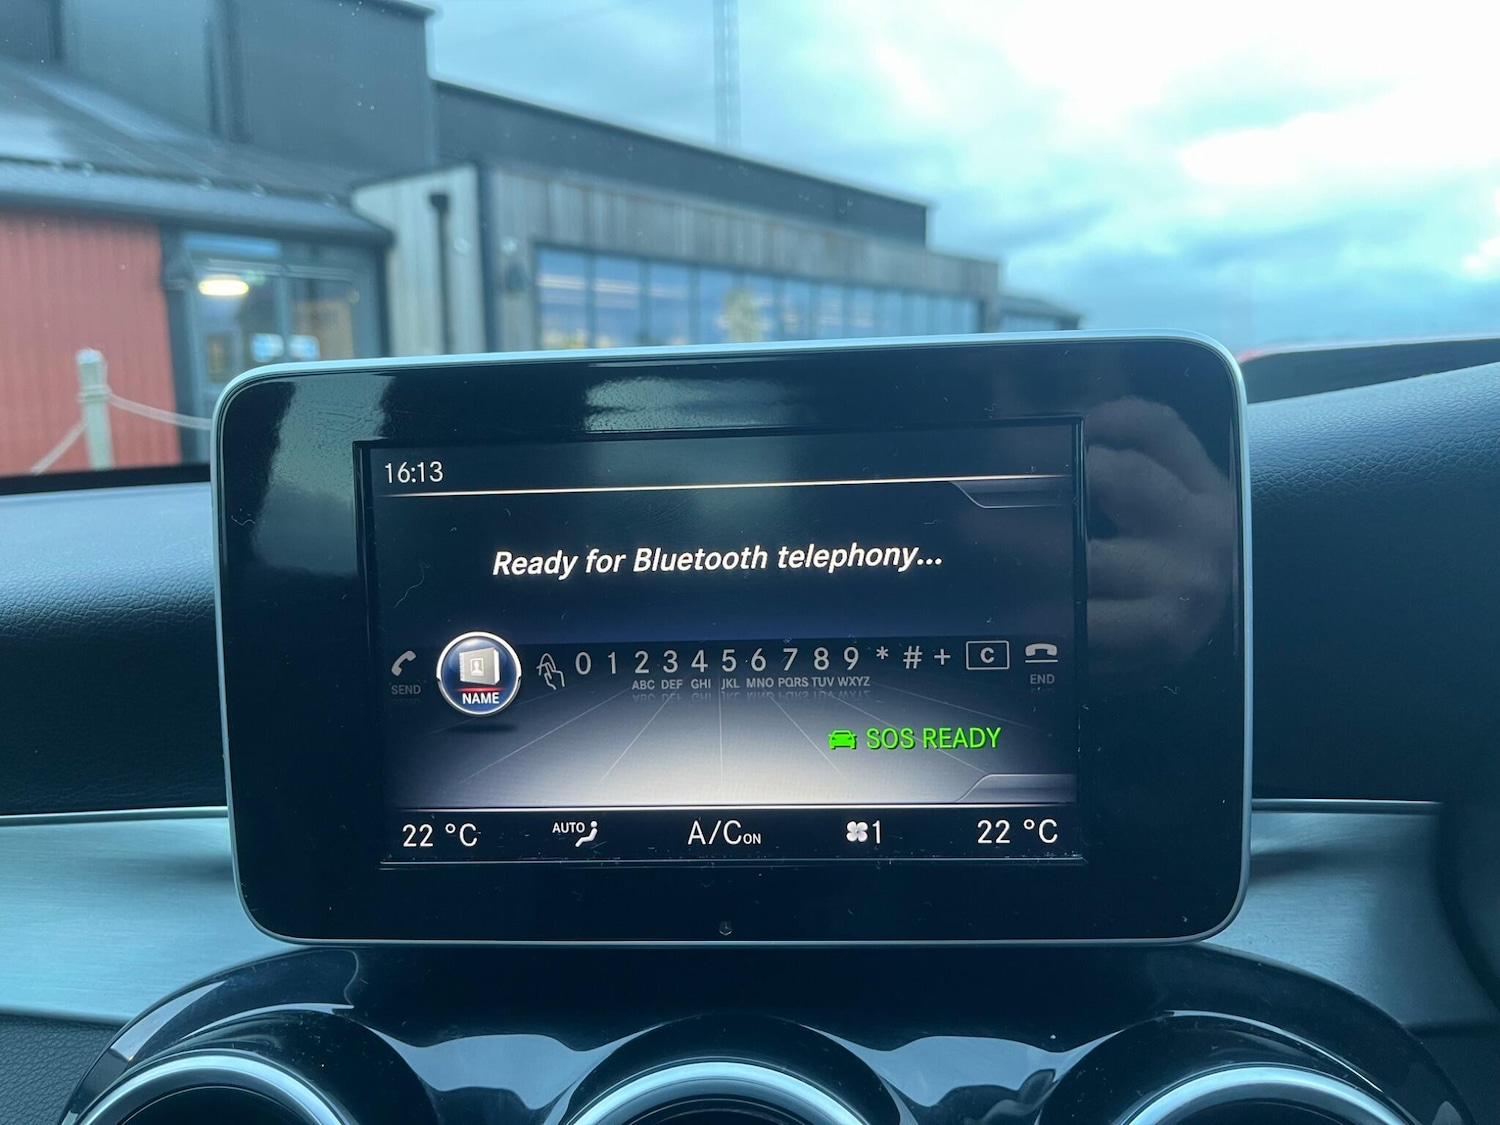 16:13
Ready for Bluetooth telephony...
SEND
NAME
0 1 2 3 4 5 6 7 8 9 * # + C
ABC DEF GHI JKL MNO PQRS TUV WXYZ
END
SOS READY
22 °C AUTO A/C ON 1 22 °C